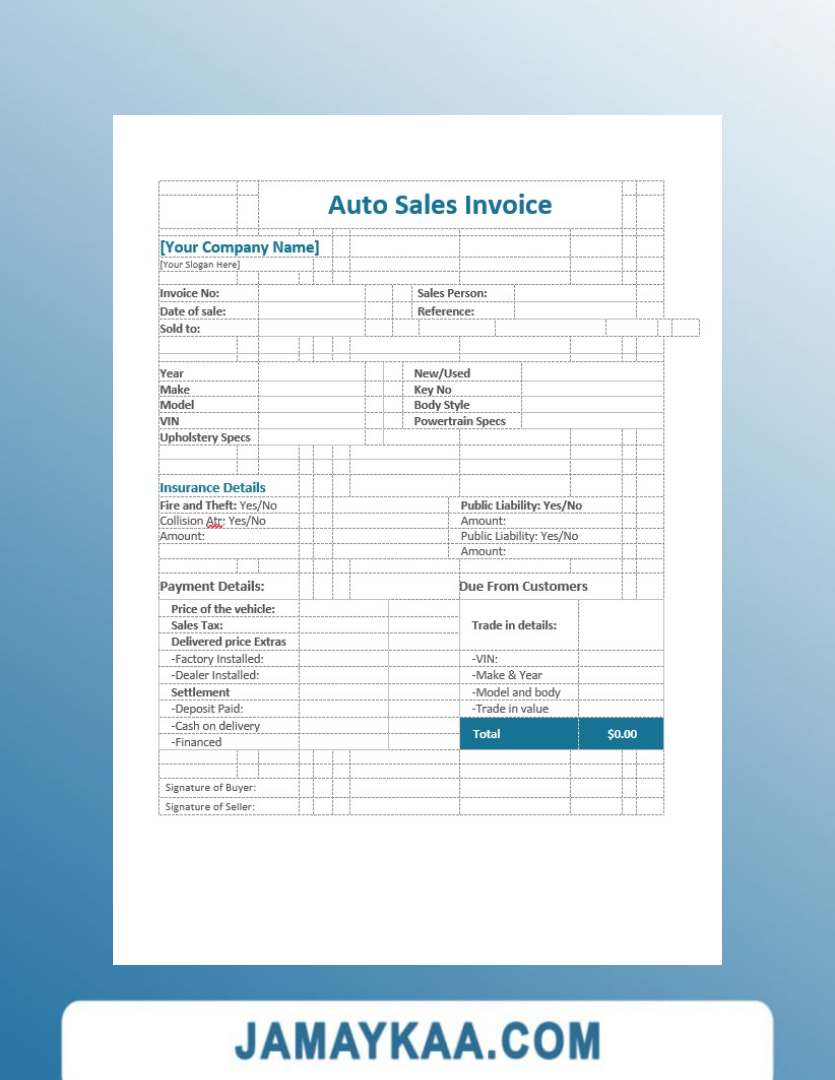 Auto Sales Invoice
[Your Company Name]
[Your Slogan Here]
Invoice No: Sales Person:
Date of sale: Reference:
Sold to:
Year New/Used
Make Key No
Model Body Style
VIN Powertrain Specs
Upholstery Specs
Insurance Details
Fire and Theft: Yes/No Public Liability: Yes/No
Collision Atr: Yes/No Amount:
Amount: Public Liability: Yes/No
Amount:
Payment Details: Due From Customers
Price of the vehicle:
Sales Tax: Trade in details:
Delivered price Extras
-Factory Installed: -VIN:
-Dealer Installed: -Make & Year
Settlement -Model and body
-Deposit Paid: -Trade in value
-Cash on delivery
Total $0.00
-Financed
Signature of Buyer:
Signature of Seller:
JAMAYKAA.COM